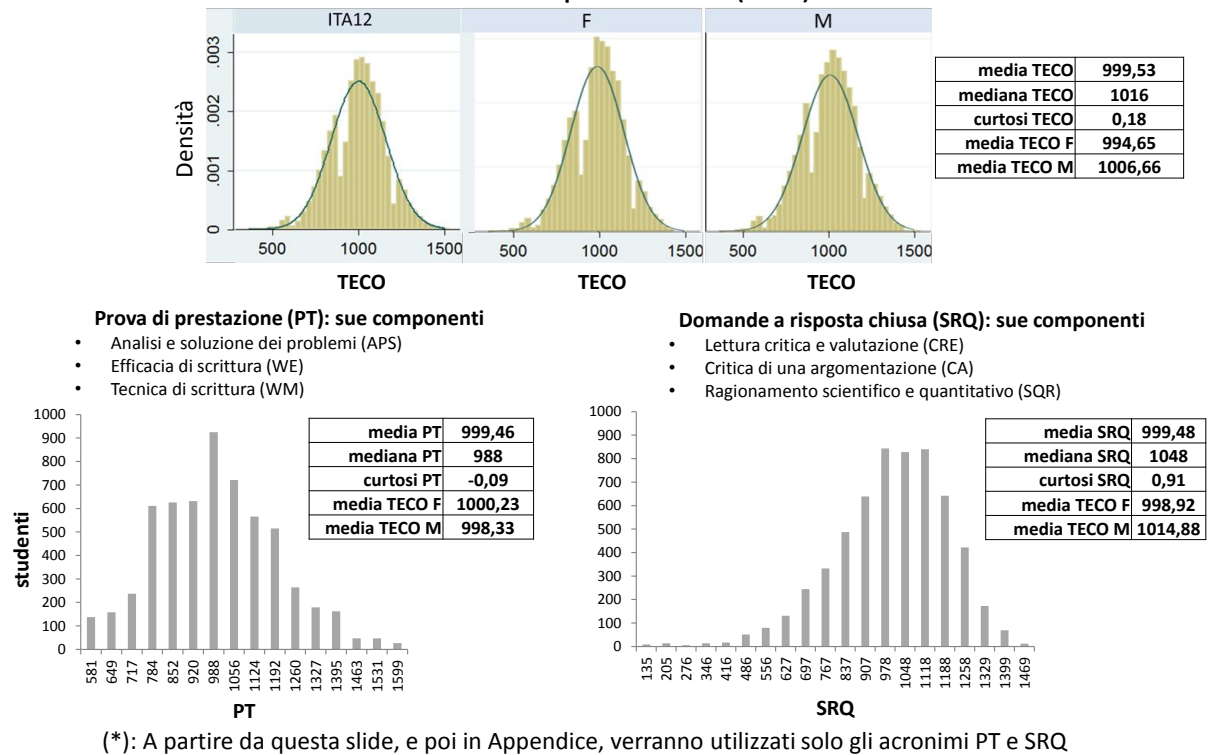 ITA12
F
M
Densità
.003
.002
.001
0
500 1000 1500
500 1000 1500
500 1000 1500
TECO
TECO
TECO
media TECO 999,53
mediana TECO 1016
curtosi TECO 0,18
media TECO F 994,65
media TECO M 1006,66
Prova di prestazione (PT): sue componenti
• Analisi e soluzione dei problemi (APS)
• Efficacia di scrittura (WE)
• Tecnica di scrittura (WM)
Domande a risposta chiusa (SRQ): sue componenti
• Lettura critica e valutazione (CRE)
• Critica di una argomentazione (CA)
• Ragionamento scientifico e quantitativo (SQR)
studenti
1000
900
800
700
600
500
400
300
200
100
0
581 649 717 784 852 920 988 1056 1124 1192 1260 1327 1395 1463 1531 1599
PT
media PT 999,46
mediana PT 988
curtosi PT -0,09
media TECO F 1000,23
media TECO M 998,33
1000
900
800
700
600
500
400
300
200
100
0
135 205 276 346 416 486 556 627 697 767 837 907 978 1048 1118 1188 1258 1329 1399 1469
SRQ
media SRQ 999,48
mediana SRQ 1048
curtosi SRQ 0,91
media TECO F 998,92
media TECO M 1014,88
(*): A partire da questa slide, e poi in Appendice, verranno utilizzati solo gli acronimi PT e SRQ